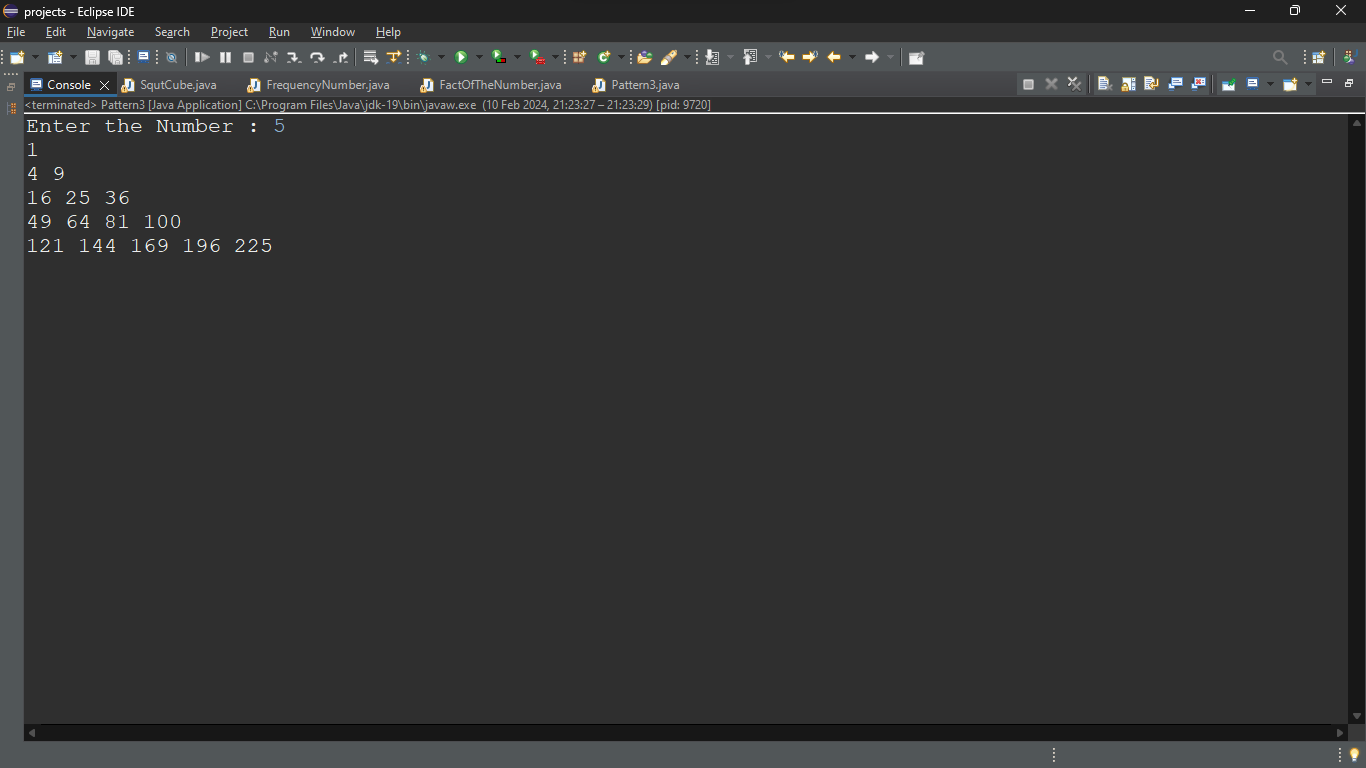 projects - Eclipse IDE
File Edit Navigate Search Project Run Window Help
Console SqutCube.java FrequencyNumber.java FactOfTheNumber.java Pattern3.java
<terminated> Pattern3 [Java Application] C:\Program Files\Java\jdk-19\bin\javaw.exe (10 Feb 2024, 21:23:27 – 21:23:29) [pid: 9720]
Enter the Number : 5
1
4 9
16 25 36
49 64 81 100
121 144 169 196 225